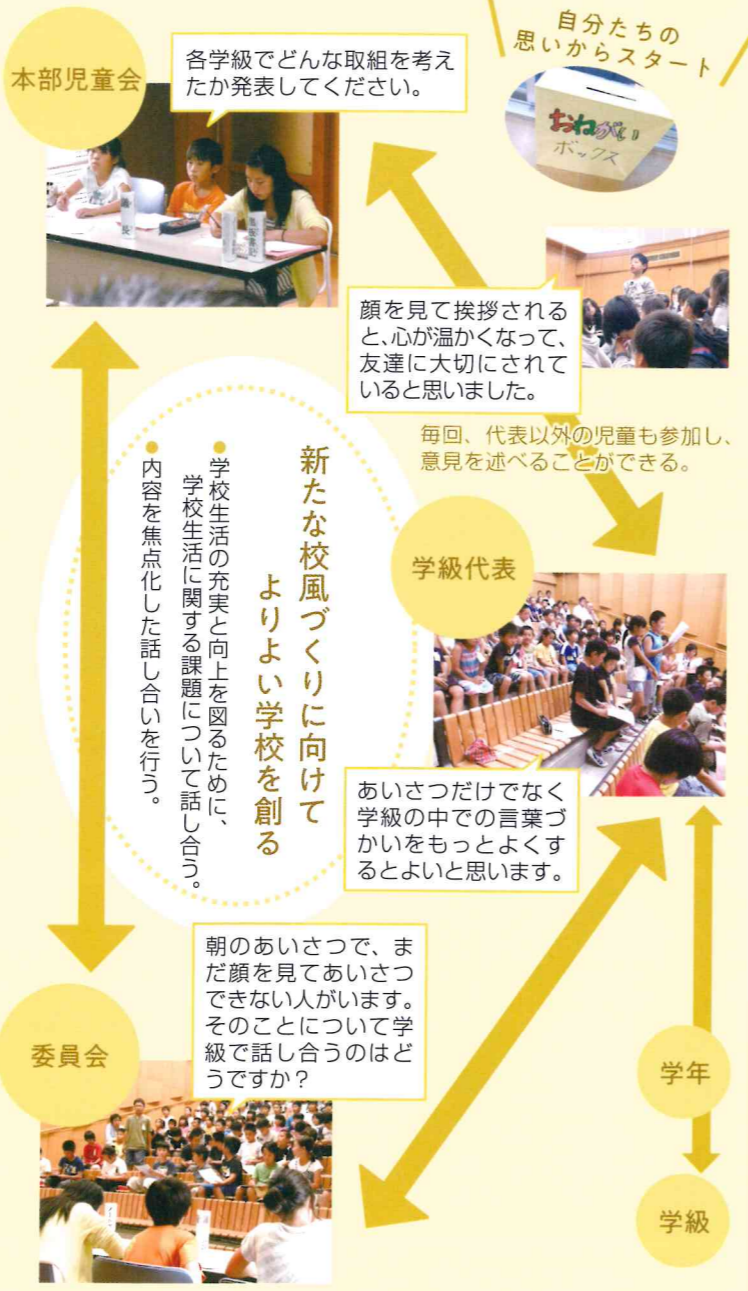 自分たちの
思いからスタート
おねがい
ボックス
本部児童会
各学級でどんな取組を考え
たか発表してください。
顔を見て挨拶される
と、心が温かくなって、
友達に大切にされて
いると思いました。
毎回、代表以外の児童も参加し、
意見を述べることができる。
学級代表
新たな校風づくりに向けて
よりよい学校を創る
●学校生活の充実と向上を図るために、
学校生活に関する課題について話し合う。
●内容を焦点化した話し合いを行う。
あいさつだけでなく
学級の中での言葉づ
かいをもっとよくす
るとよいと思います。
朝のあいさつで、ま
だ顔を見てあいさつ
できない人がいます。
そのことについて学
級で話し合うのはど
うですか？
委員会
学年
学級